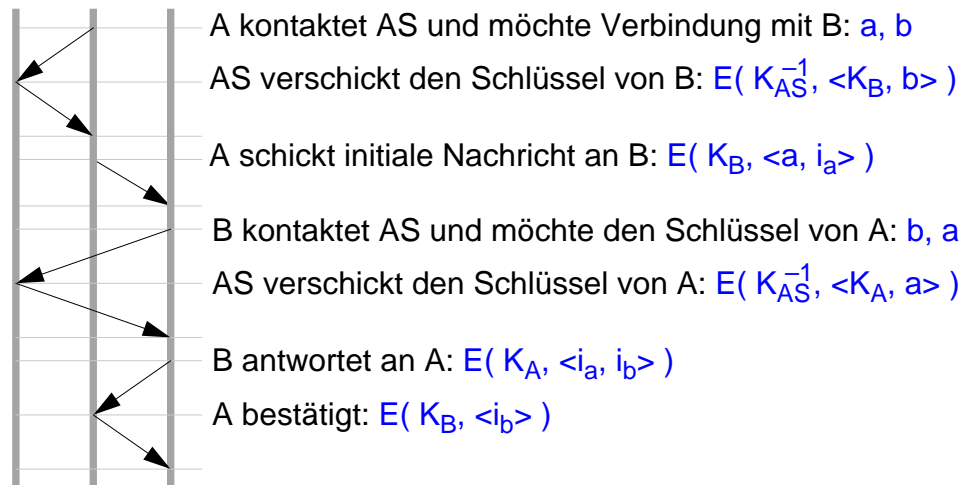 A kontaktet AS und möchte Verbindung mit B: a, b
AS verschickt den Schlüssel von B: E( K_AS^–1, <K_B, b> )
A schickt initiale Nachricht an B: E( K_B, <a, i_a> )
B kontaktet AS und möchte den Schlüssel von A: b, a
AS verschickt den Schlüssel von A: E( K_AS^–1, <K_A, a> )
B antwortet an A: E( K_A, <i_a, i_b> )
A bestätigt: E( K_B, <i_b> )